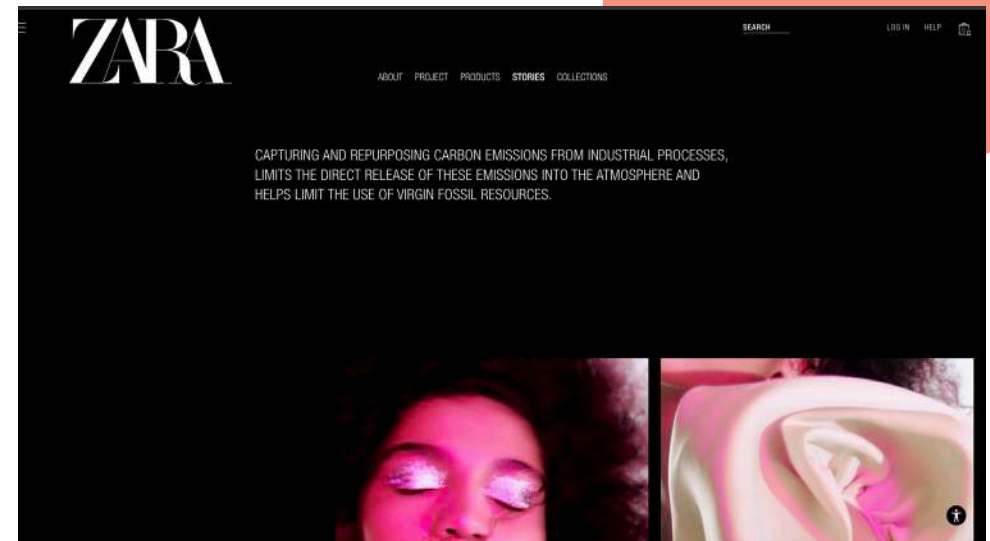 ZARA
SEARCH
LOG IN HELP
ABOUT PROJECT PRODUCTS STORIES COLLECTIONS
CAPTURING AND REPURPOSING CARBON EMISSIONS FROM INDUSTRIAL PROCESSES,
LIMITS THE DIRECT RELEASE OF THESE EMISSIONS INTO THE ATMOSPHERE AND
HELPS LIMIT THE USE OF VIRGIN FOSSIL RESOURCES.